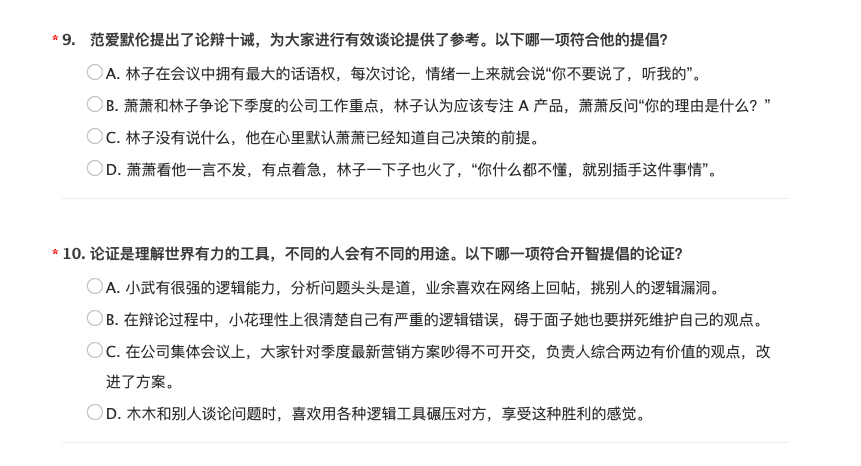 * 9. 范爱默伦提出了论辩十诫，为大家进行有效谈论提供了参考。以下哪一项符合他的提倡？
A. 林子在会议中拥有最大的话语权，每次讨论，情绪一上来就会说“你不要说了，听我的”。
B. 萧萧和林子争论下季度的公司工作重点，林子认为应该专注 A 产品，萧萧反问“你的理由是什么？”
C. 林子没有说什么，他在心里默认萧萧已经知道自己决策的前提。
D. 萧萧看他一言不发，有点着急，林子一下子也火了，“你什么都不懂，就别插手这件事情”。
* 10. 论证是理解世界有力的工具，不同的人会有不同的用途。以下哪一项符合开智提倡的论证？
A. 小武有很强的逻辑能力，分析问题头头是道，业余喜欢在网络上回帖，挑别人的逻辑漏洞。
B. 在辩论过程中，小花理性上很清楚自己有严重的逻辑错误，碍于面子她也要拼死维护自己的观点。
C. 在公司集体会议上，大家针对季度最新营销方案吵得不可开交，负责人综合两边有价值的观点，改
进了方案。
D. 木木和别人谈论问题时，喜欢用各种逻辑工具碾压对方，享受这种胜利的感觉。